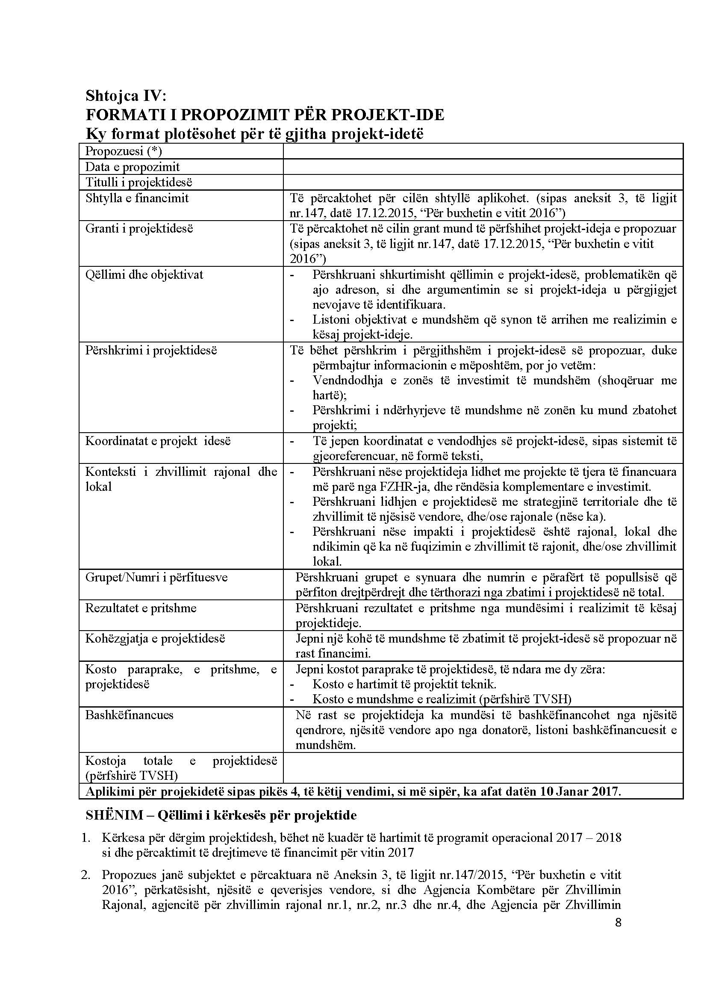 Shtojca IV:
FORMATI I PROPOZIMIT PËR PROJEKT-IDE
Ky format plotësohet për të gjitha projekt-idetë
Propozuesi (*)
Data e propozimit
Titulli i projektidesë
Shtylla e financimit
Të përcaktohet për cilën shtyllë aplikohet. (sipas aneksit 3, të ligjit
nr.147, datë 17.12.2015, “Për buxhetin e vitit 2016”)
Granti i projektidesë
Të përcaktohet në cilin grant mund të përfshihet projekt-ideja e propozuar
(sipas aneksit 3, të ligjit nr.147, datë 17.12.2015, “Për buxhetin e vitit
2016”)
Qëllimi dhe objektivat
- Përshkruani shkurtimisht qëllimin e projekt-idesë, problematikën që
ajo adreson, si dhe argumentimin se si projekt-ideja u përgjigjet
nevojave të identifikuara.
- Listoni objektivat e mundshëm që synon të arrihen me realizimin e
kësaj projekt-ideje.
Përshkrimi i projektidesë
Të bëhet përshkrim i përgjithshëm i projekt-idesë së propozuar, duke
përmbajtur informacionin e mëposhtëm, por jo vetëm:
- Vendndodhja e zonës të investimit të mundshëm (shoqëruar me
hartë);
- Përshkrimi i ndërhyrjeve të mundshme në zonën ku mund zbatohet
projekti;
Koordinatat e projekt idesë
- Të jepen koordinatat e vendodhjes së projekt-idesë, sipas sistemit të
gjeoreferencuar, në formë teksti,
Konteksti i zhvillimit rajonal dhe
lokal
- Përshkruani nëse projektideja lidhet me projekte të tjera të financuara
më parë nga FZHR-ja, dhe rëndësia komplementare e investimit.
- Përshkruani lidhjen e projektidesë me strategjinë territoriale dhe të
zhvillimit të njësisë vendore, dhe/ose rajonale (nëse ka).
- Përshkruani nëse impakti i projektidesë është rajonal, lokal dhe
ndikimin që ka në fuqizimin e zhvillimit të rajonit, dhe/ose zhvillimit
lokal.
Grupet/Numri i përfituesve
Përshkruani grupet e synuara dhe numrin e përafërt të popullsisë që
përfiton drejtpërdrejt dhe tërthorazi nga zbatimi i projektidesë në total.
Rezultatet e pritshme
Përshkruani rezultatet e pritshme nga mundësimi i realizimit të kësaj
projektideje.
Kohëzgjatja e projektidesë
Jepni një kohë të mundshme të zbatimit të projekt-idesë së propozuar në
rast financimi.
Kosto paraprake, e pritshme, e
projektidesë
Jepni kostot paraprake të projektidesë, të ndara me dy zëra:
- Kosto e hartimit të projektit teknik.
- Kosto e mundshme e realizimit (përfshirë TVSH)
Bashkëfinancues
Në rast se projektideja ka mundësi të bashkëfinancohet nga njësitë
qendrore, njësitë vendore apo nga donatorë, listoni bashkëfinancuesit e
mundshëm.
Kostoja totale e projektidesë
(përfshirë TVSH)
Aplikimi për projekidetë sipas pikës 4, të këtij vendimi, si më sipër, ka afat datën 10 Janar 2017.
SHËNIM – Qëllimi i kërkesës për projektide
1. Kërkesa për dërgim projektidesh, bëhet në kuadër të hartimit të programit operacional 2017 – 2018
si dhe përcaktimit të drejtimeve të financimit për vitin 2017
2. Propozues janë subjektet e përcaktuara në Aneksin 3, të ligjit nr.147/2015, “Për buxhetin e vitit
2016”, përkatësisht, njësitë e qeverisjes vendore, si dhe Agjencia Kombëtare për Zhvillimin
Rajonal, agjencitë për zhvillimin rajonal nr.1, nr.2, nr.3 dhe nr.4, dhe Agjencia për Zhvillimin
8